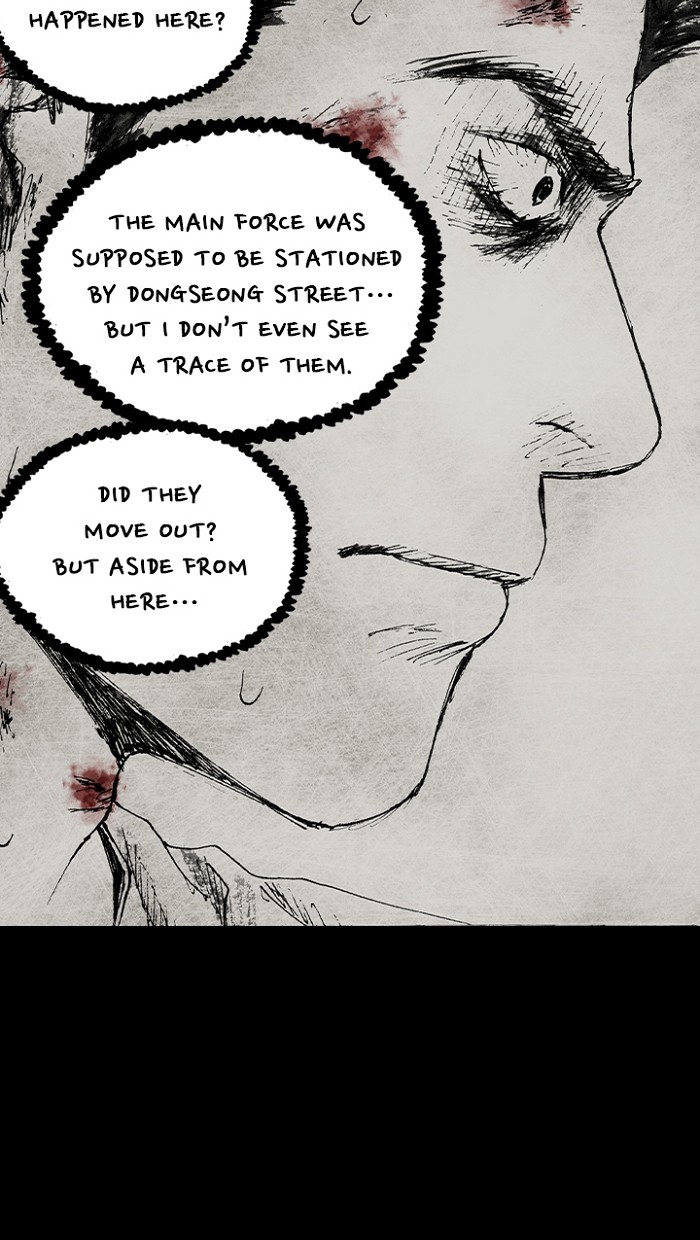 HAPPENED HERE?
THE MAIN FORCE WAS
SUPPOSED TO BE STATIONED
BY DONGSEONG STREET...
BUT I DON'T EVEN SEE
A TRACE OF THEM.
DID THEY
MOVE OUT?
BUT ASIDE FROM
HERE...